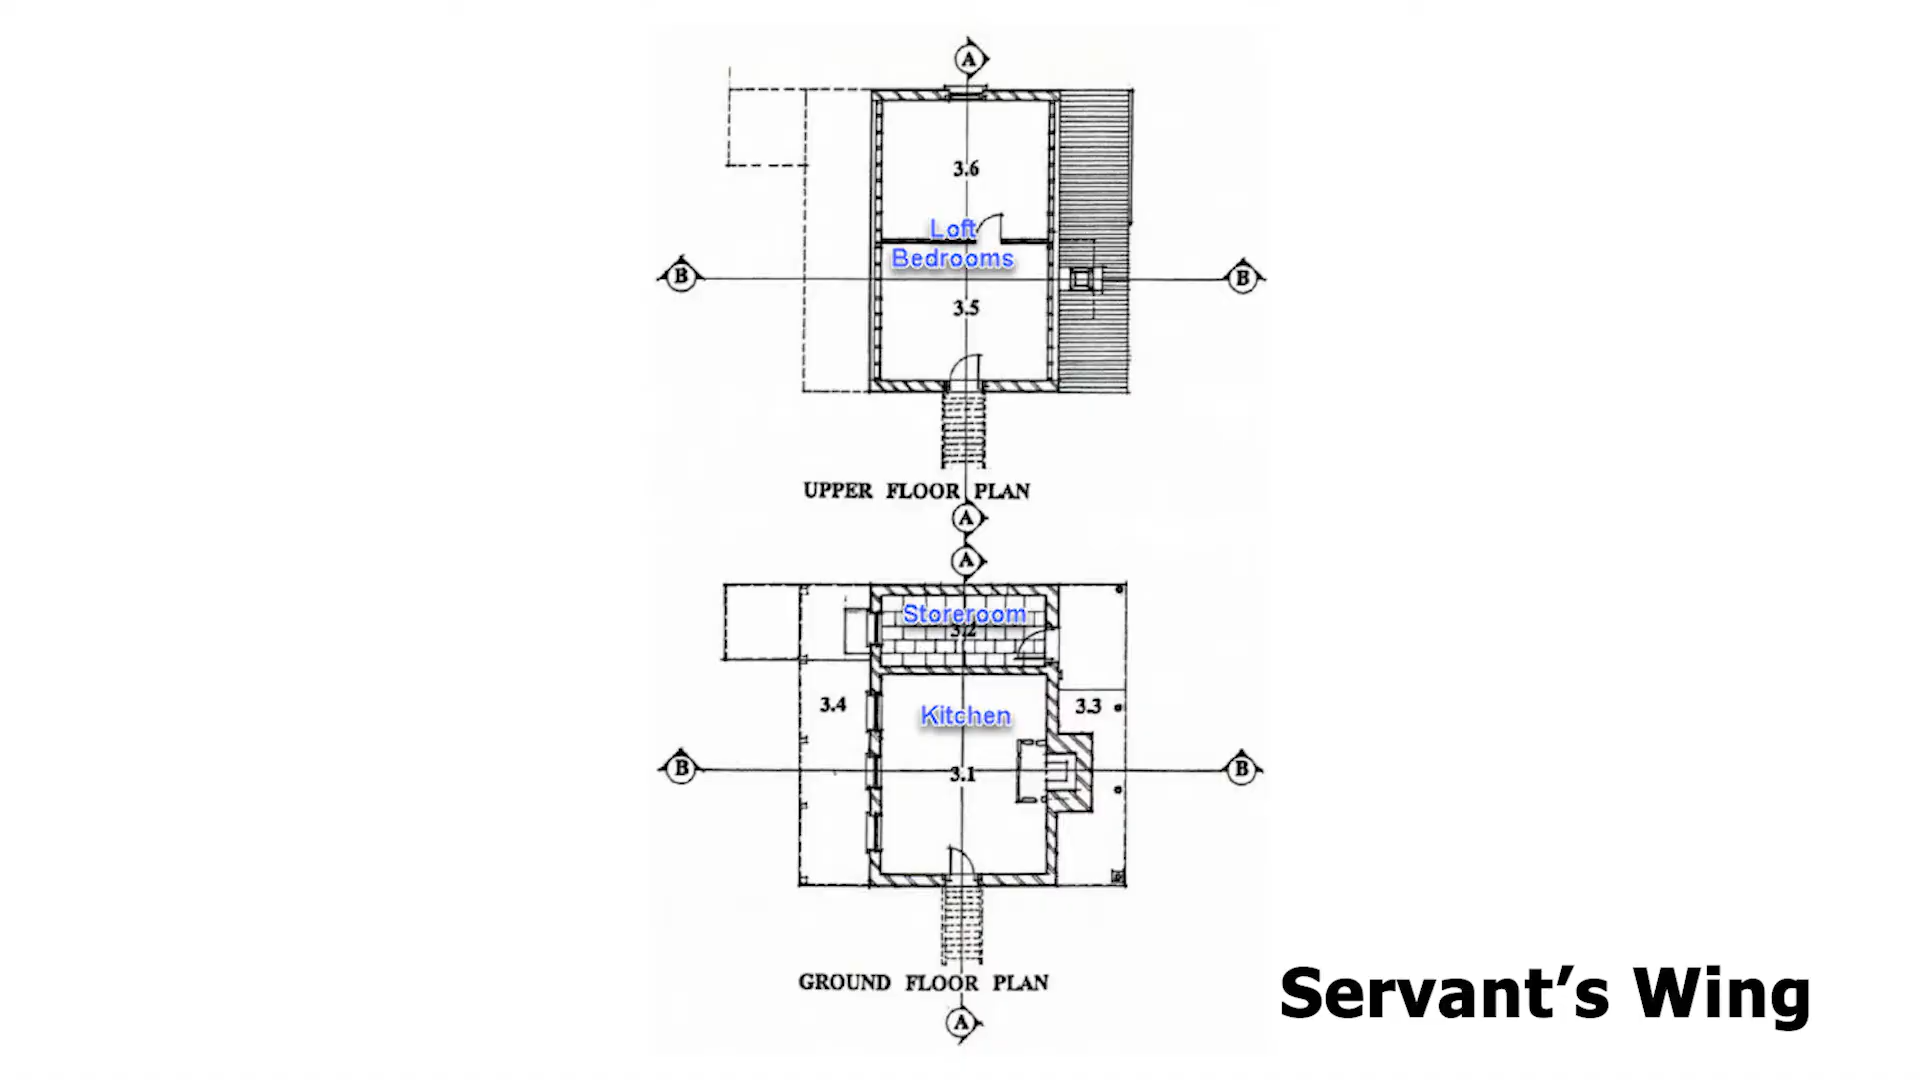 A
3.6
Loft
Bedrooms
B
B
3.5
UPPER FLOOR PLAN
A
A
Storeroom
3.2
3.4
Kitchen
3.3
B
3.1
B
GROUND FLOOR PLAN
A
Servant’s Wing